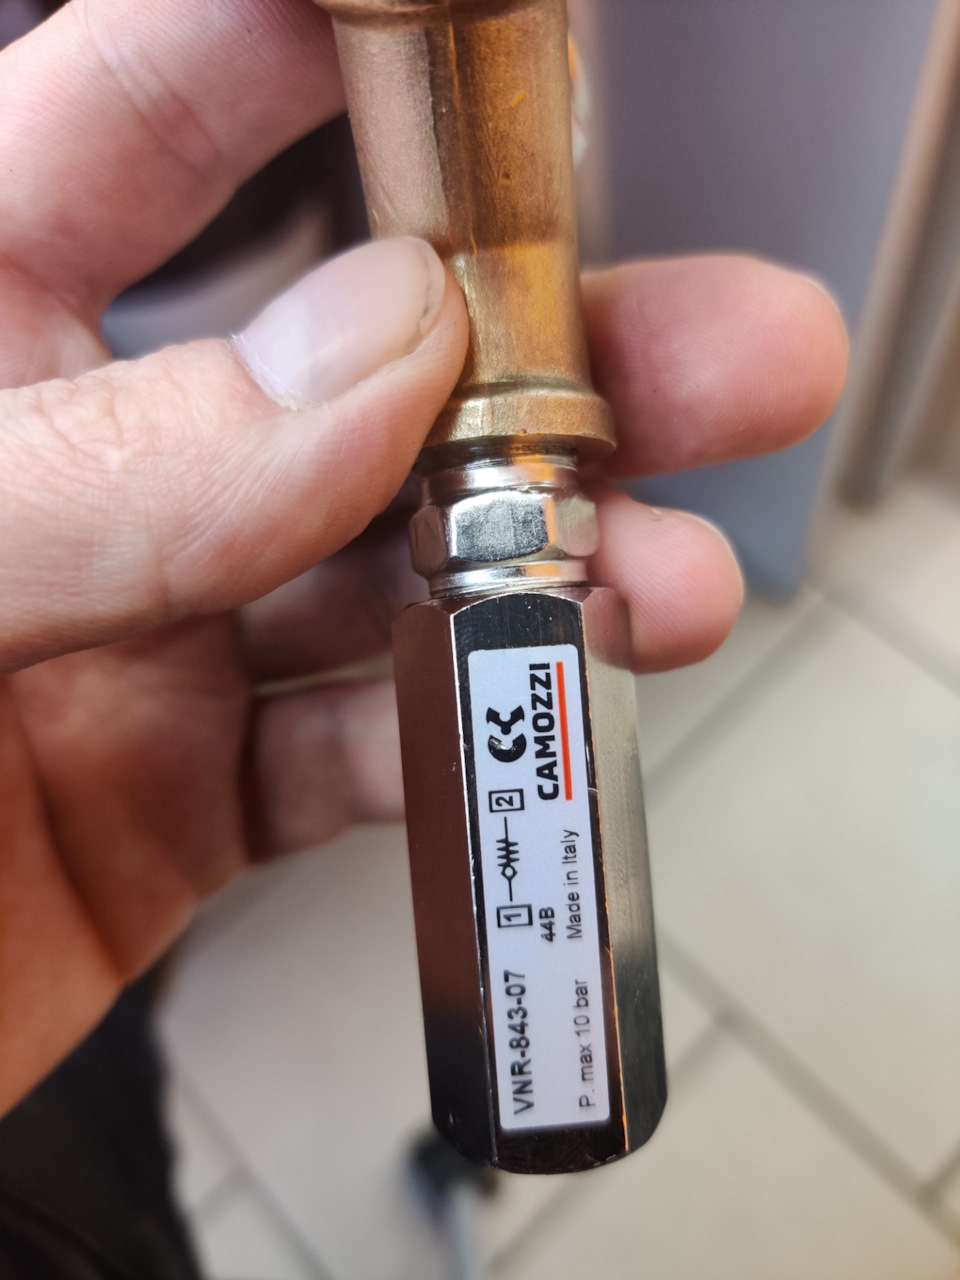 VNR-843-07
1 2
44B
CAMOZZI
P. max 10 bar
Made in Italy